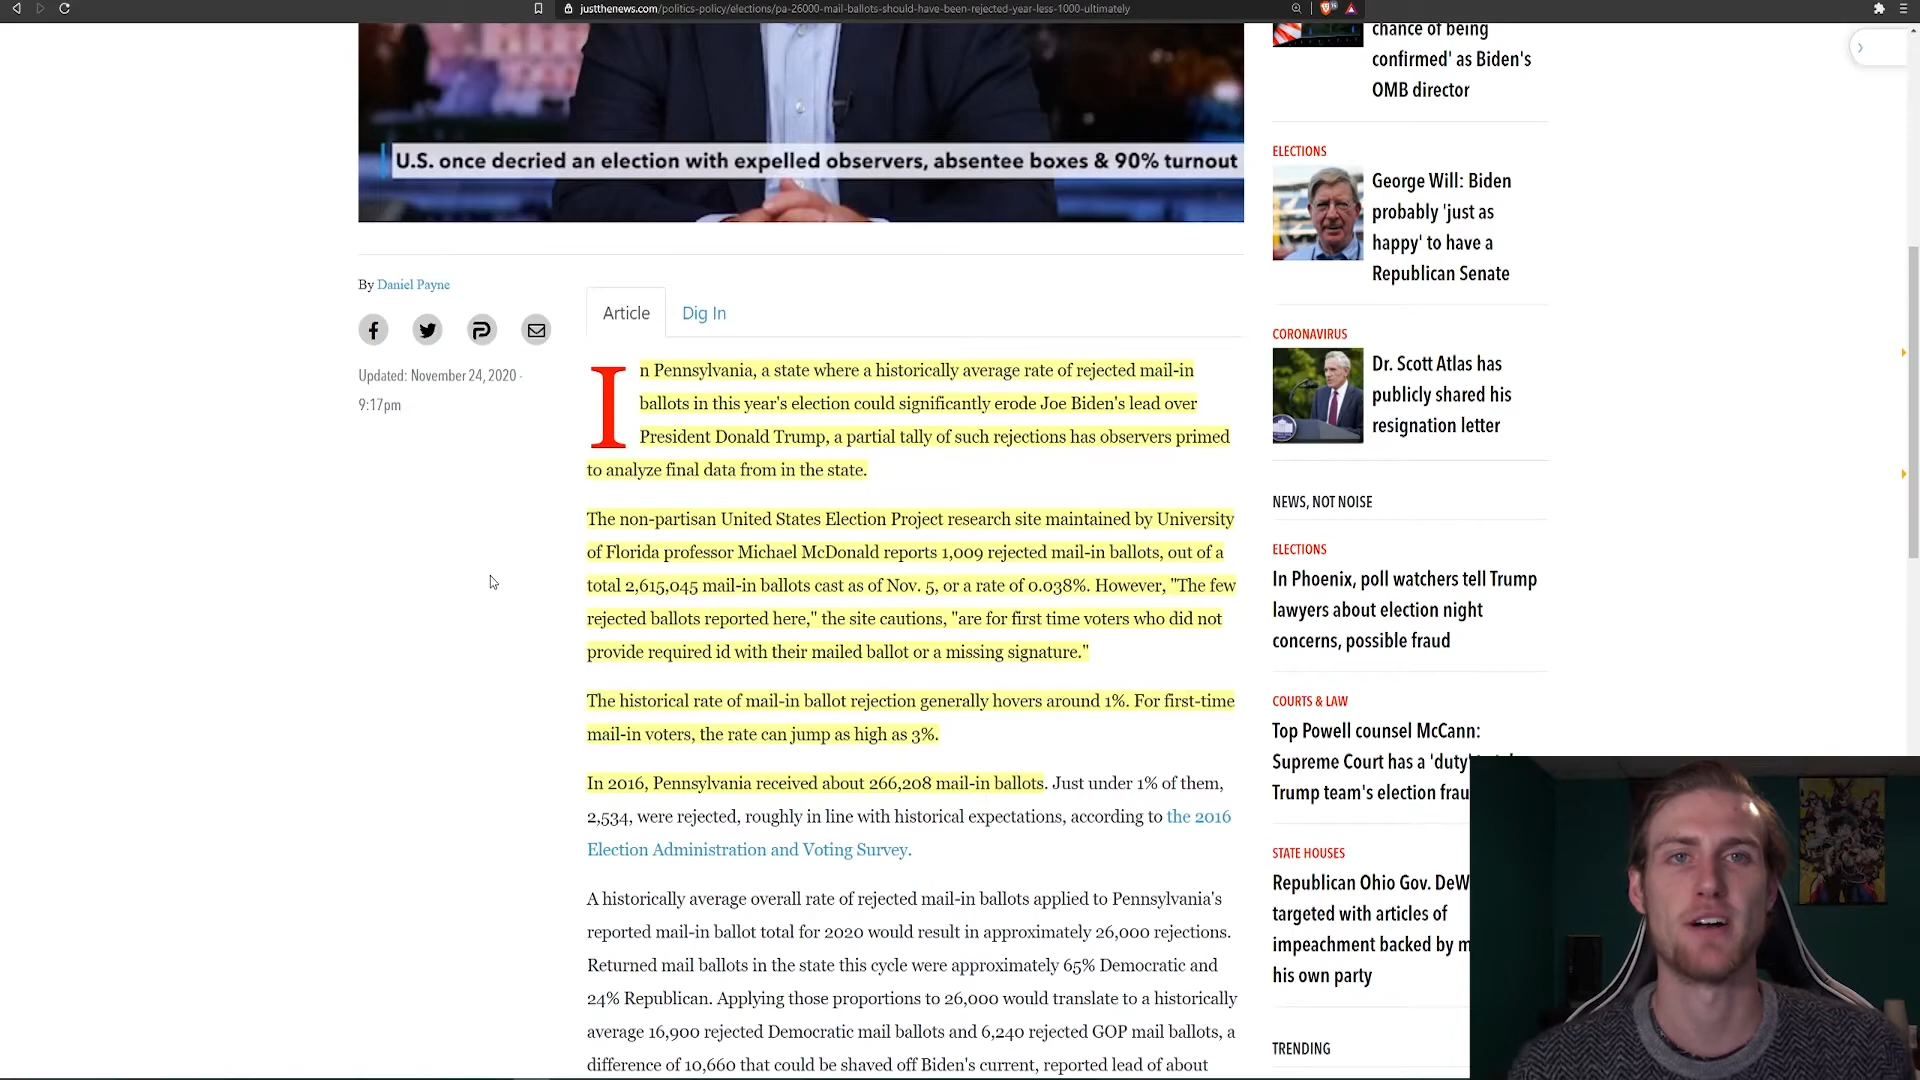 justthenews.com/politics-policy/elections/pa-26000-mail-ballots-should-have-been-rejected-year-less-1000-ultimately
U.S. once decried an election with expelled observers, absentee boxes & 90% turnout
By Daniel Payne
Updated: November 24, 2020 -
9:17pm
Article
Dig In
In Pennsylvania, a state where a historically average rate of rejected mail-in
ballots in this year's election could significantly erode Joe Biden's lead over
President Donald Trump, a partial tally of such rejections has observers primed
to analyze final data from in the state.
The non-partisan United States Election Project research site maintained by University
of Florida professor Michael McDonald reports 1,009 rejected mail-in ballots, out of a
total 2,615,045 mail-in ballots cast as of Nov. 5, or a rate of 0.038%. However, "The few
rejected ballots reported here," the site cautions, "are for first time voters who did not
provide required id with their mailed ballot or a missing signature."
The historical rate of mail-in ballot rejection generally hovers around 1%. For first-time
mail-in voters, the rate can jump as high as 3%.
In 2016, Pennsylvania received about 266,208 mail-in ballots. Just under 1% of them,
2,534, were rejected, roughly in line with historical expectations, according to the 2016
Election Administration and Voting Survey.
A historically average overall rate of rejected mail-in ballots applied to Pennsylvania's
reported mail-in ballot total for 2020 would result in approximately 26,000 rejections.
Returned mail ballots in the state this cycle were approximately 65% Democratic and
24% Republican. Applying those proportions to 26,000 would translate to a historically
average 16,900 rejected Democratic mail ballots and 6,240 rejected GOP mail ballots, a
difference of 10,660 that could be shaved off Biden's current, reported lead of about
chance of being
confirmed' as Biden's
OMB director
ELECTIONS
George Will: Biden
probably 'just as
happy' to have a
Republican Senate
CORONAVIRUS
Dr. Scott Atlas has
publicly shared his
resignation letter
NEWS, NOT NOISE
ELECTIONS
In Phoenix, poll watchers tell Trump
lawyers about election night
concerns, possible fraud
COURTS & LAW
Top Powell counsel McCann:
Supreme Court has a 'duty'
Trump team's election frau
STATE HOUSES
Republican Ohio Gov. DeW
targeted with articles of
impeachment backed by m
his own party
TRENDING